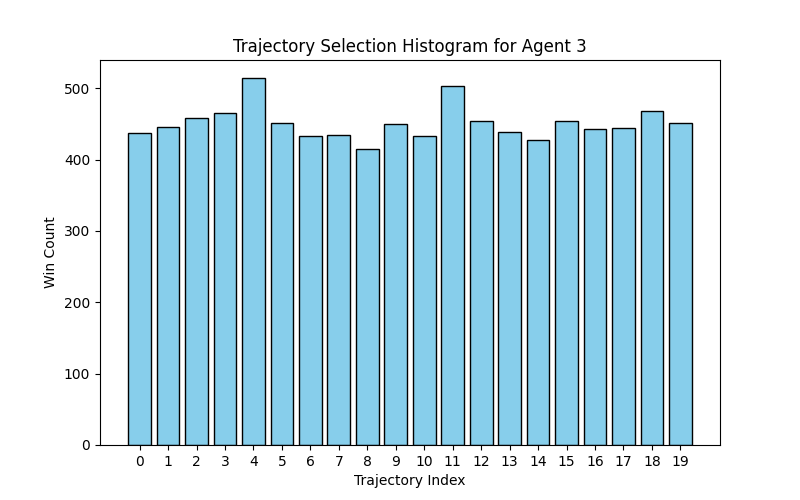 Trajectory Selection Histogram for Agent 3
Win Count
500
400
300
200
100
0
0 1 2 3 4 5 6 7 8 9 10 11 12 13 14 15 16 17 18 19
Trajectory Index